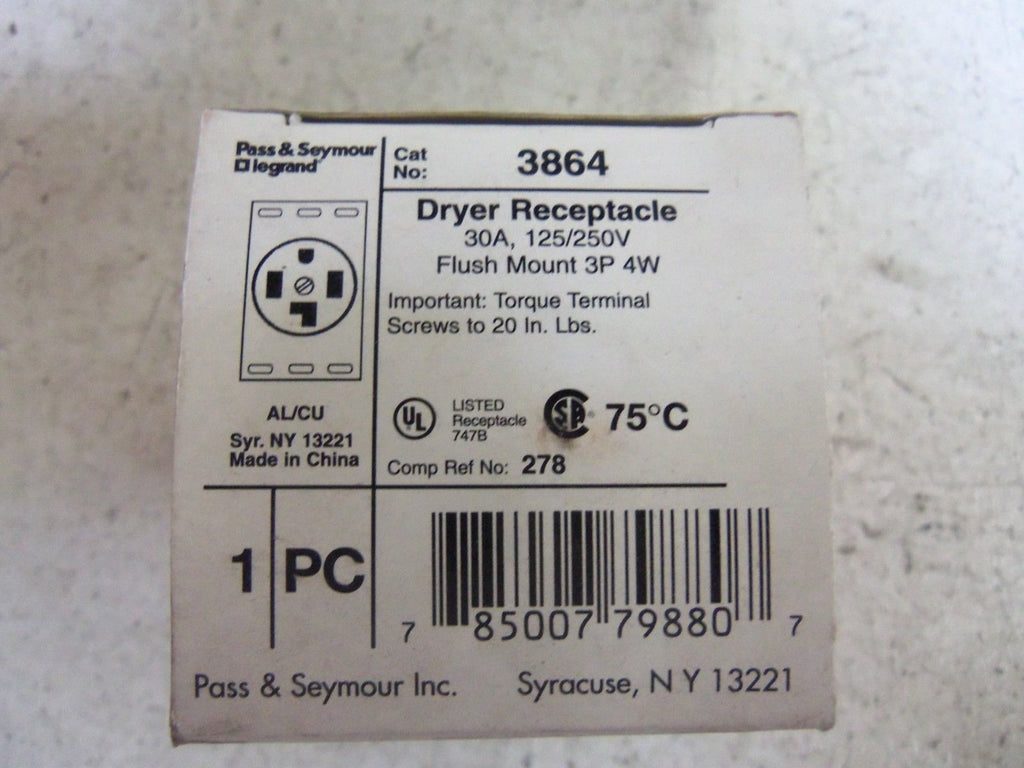 Pass & Seymour
legrand
Cat
No:
3864
Dryer Receptacle
30A, 125/250V
Flush Mount 3P 4W
Important: Torque Terminal
Screws to 20 In. Lbs.
AL/CU
Syr. NY 13221
Made in China
UL
LISTED
Receptacle
747B
SA ®
75°C
Comp Ref No: 278
1 PC
7 85007 79880 7
Pass & Seymour Inc. Syracuse, N Y 13221